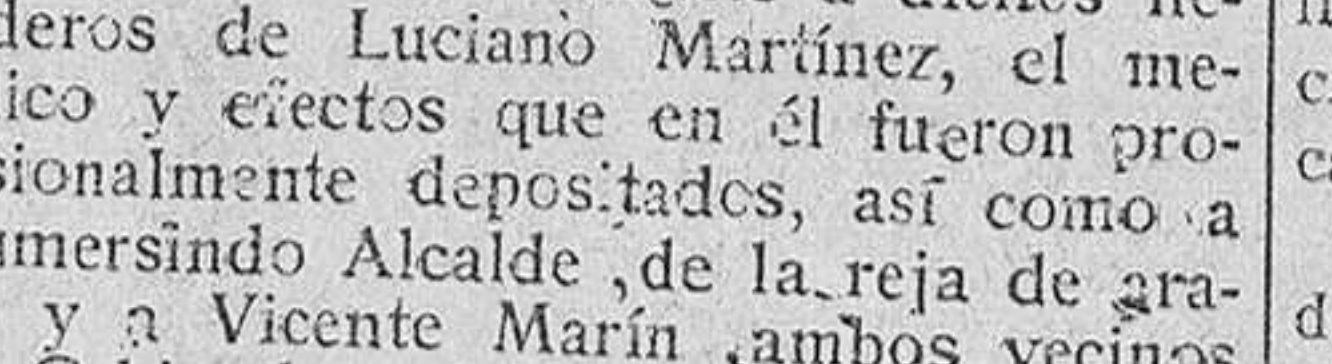 deros de Luciano Martínez, el me-
ico y efectos que en él fueron pro-
sionalmente depositados, así como a
umersindo Alcalde ,de la reja de ara-
y a Vicente Marín ,ambos vecinos